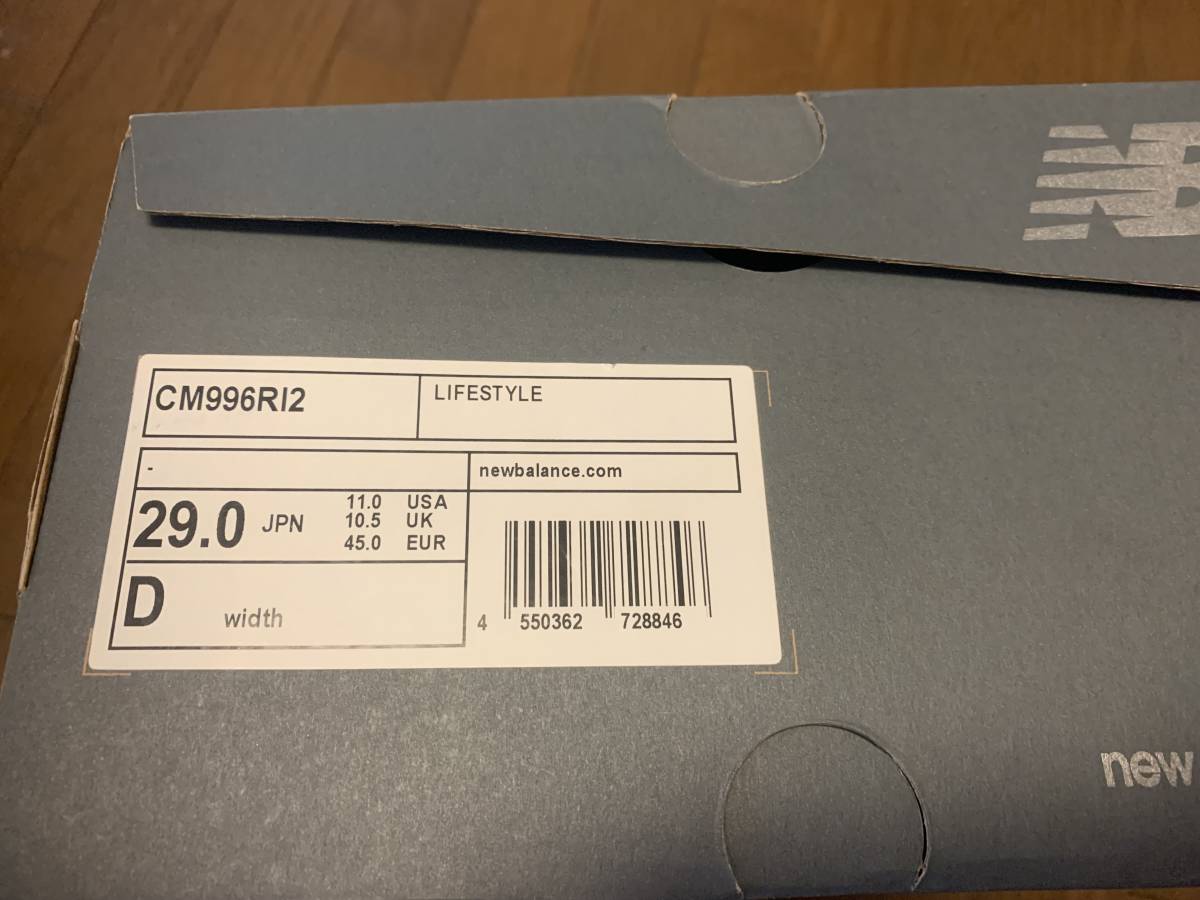 NB
CM996RI2
LIFESTYLE
-
newbalance.com
29.0 JPN
11.0 USA
10.5 UK
45.0 EUR
D width
4 550362 728846
new